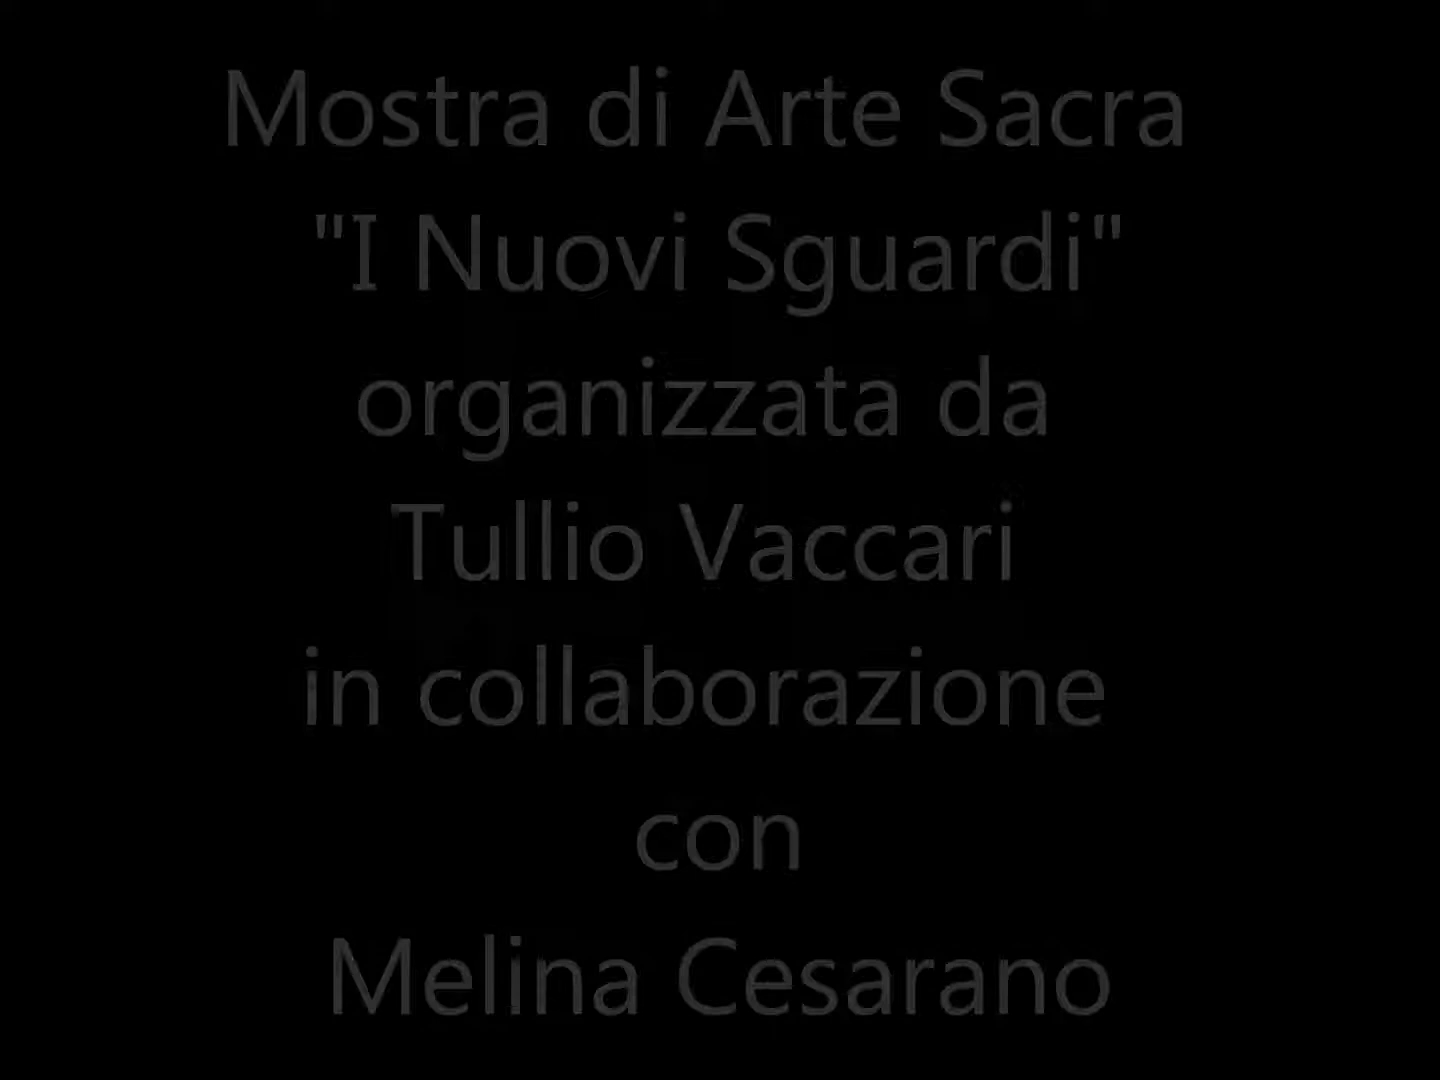 Mostra di Arte Sacra
"I Nuovi Sguardi"
organizzata da
Tullio Vaccari
in collaborazione
con
Melina Cesarano